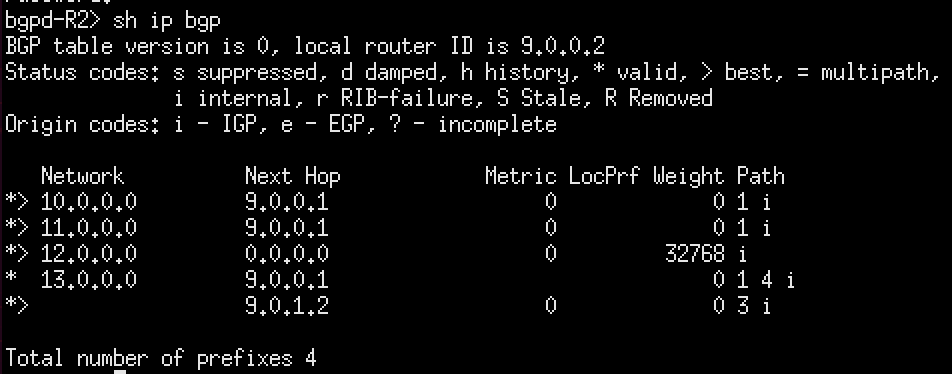 bgpd-R2> sh ip bgp
BGP table version is 0, local router ID is 9.0.0.2
Status codes: s suppressed, d damped, h history, * valid, > best, = multipath,
              i internal, r RIB-failure, S Stale, R Removed
Origin codes: i - IGP, e - EGP, ? - incomplete

   Network          Next Hop            Metric LocPrf Weight Path
*> 10.0.0.0         9.0.0.1                  0             0 1 i
*> 11.0.0.0         9.0.0.1                  0             0 1 i
*> 12.0.0.0         0.0.0.0                  0         32768 i
*  13.0.0.0         9.0.0.1                                0 1 4 i
*>                  9.0.1.2                  0             0 3 i

Total number of prefixes 4